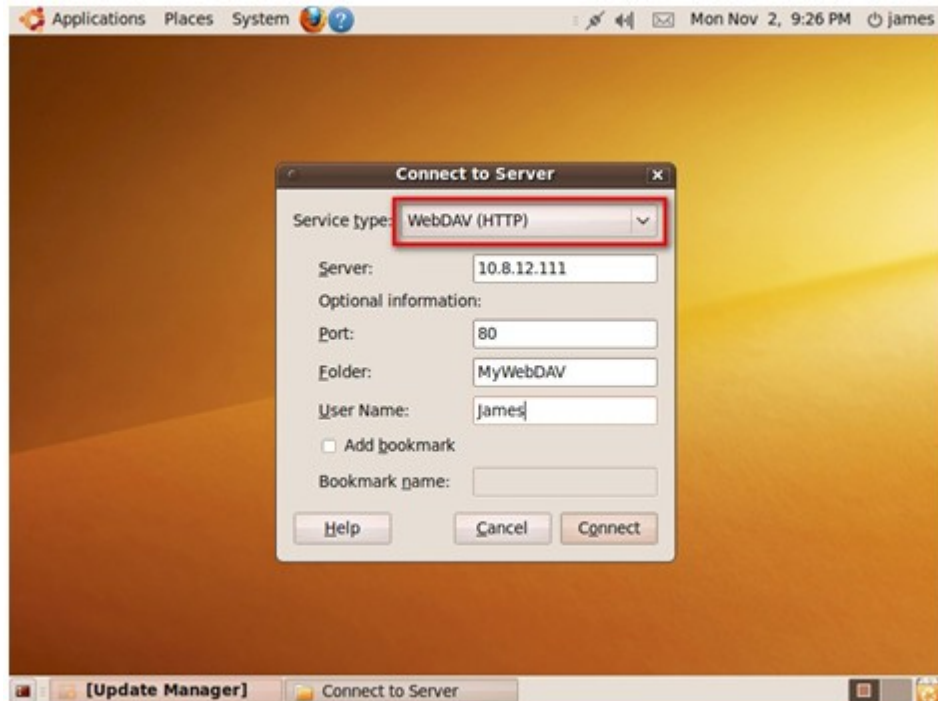 Applications Places System Mon Nov 2, 9:26 PM james
Connect to Server
Service type: WebDAV (HTTP)
Server: 10.8.12.111
Optional information:
Port: 80
Folder: MyWebDAV
User Name: James
Add bookmark
Bookmark name:
Help Cancel Connect
[Update Manager] Connect to Server